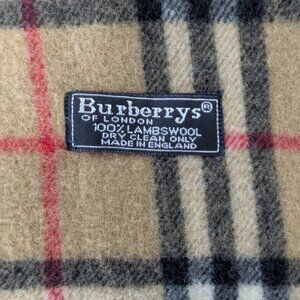 Burberrys®
OF LONDON
100% LAMBSWOOL
DRY CLEAN ONLY
MADE IN ENGLAND